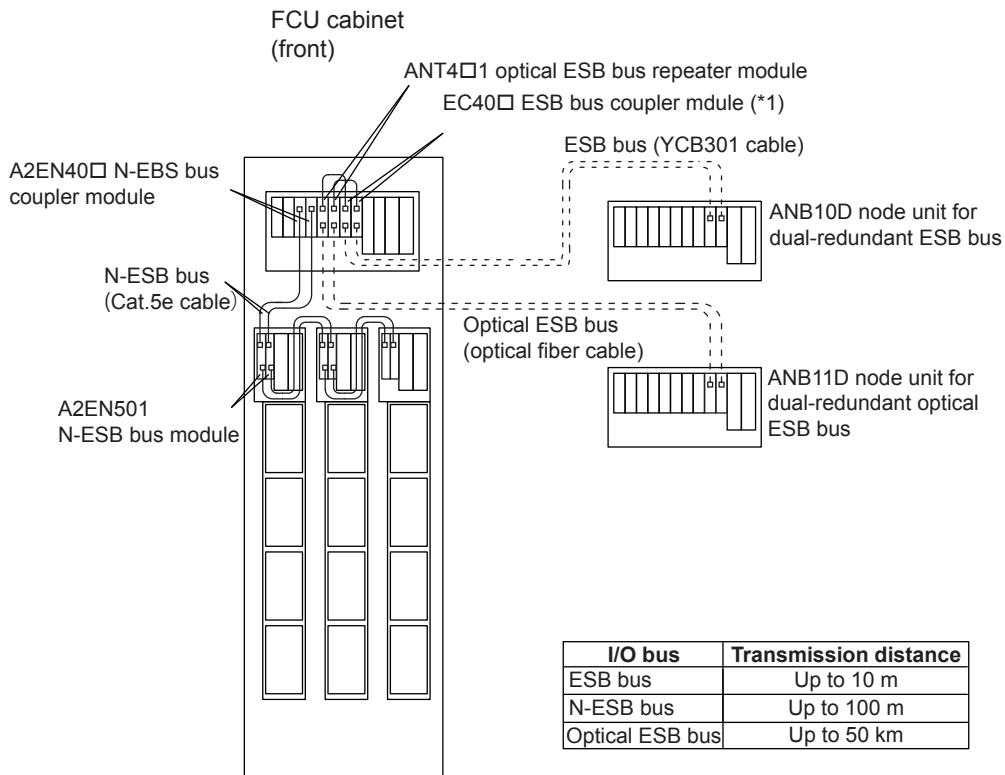 FCU cabinet
(front)
ANT4□1 optical ESB bus repeater module
EC40□ ESB bus coupler mdule (*1)
ESB bus (YCB301 cable)
A2EN40□ N-EBS bus
coupler module
ANB10D node unit for
dual-redundant ESB bus
N-ESB bus
(Cat.5e cable)
Optical ESB bus
(optical fiber cable)
ANB11D node unit for
dual-redundant optical
ESB bus
A2EN501
N-ESB bus module
I/O bus Transmission distance
ESB bus Up to 10 m
N-ESB bus Up to 100 m
Optical ESB bus Up to 50 km